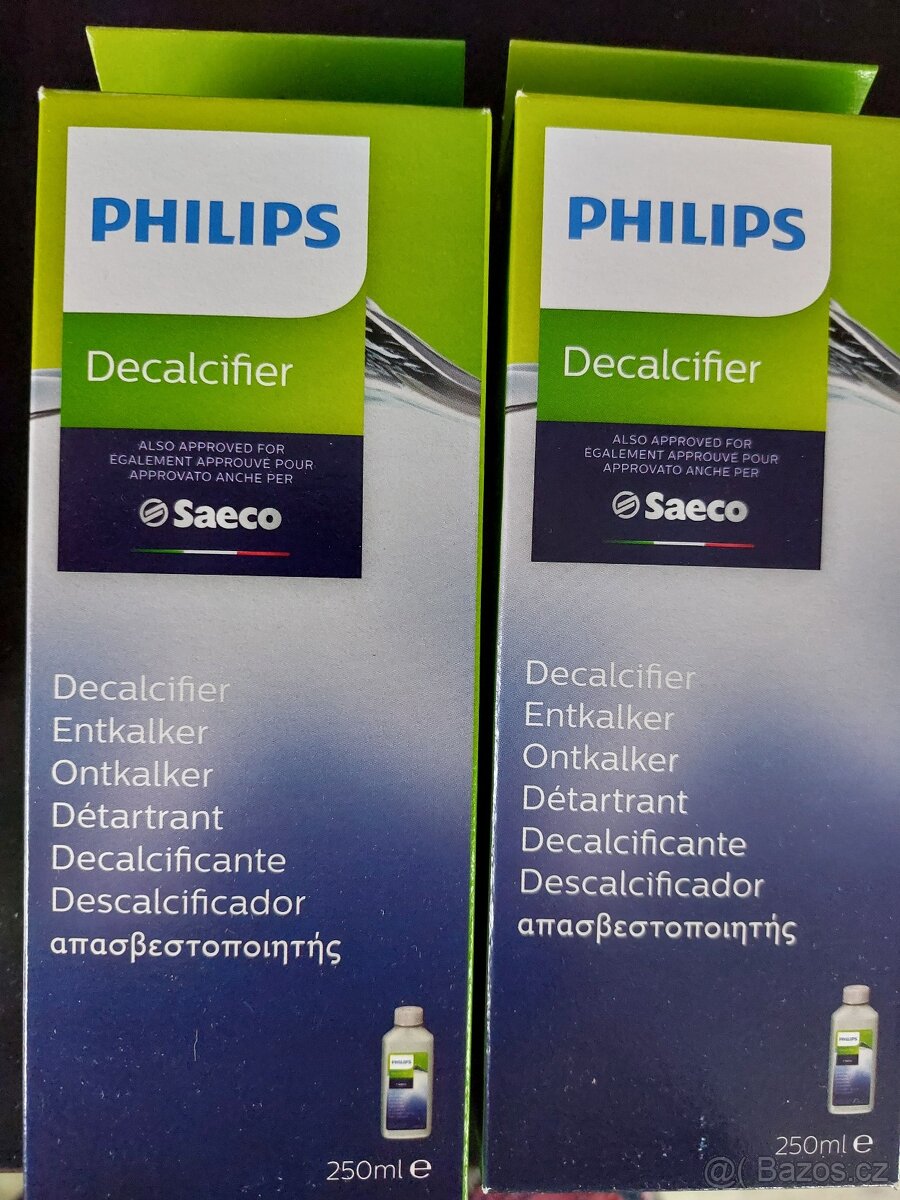 PHILIPS
Decalcifier
ALSO APPROVED FOR
ÉGALEMENT APPROUVÉ POUR
APPROVATO ANCHE PER
Saeco
Decalcifier
Entkalker
Ontkalker
Détartrant
Decalcificante
Descalcificador
απασβεστοποιητής
PHILIPS
250ml e
PHILIPS
Decalcifier
ALSO APPROVED FOR
ÉGALEMENT APPROUVÉ POUR
APPROVATO ANCHE PER
Saeco
Decalcifier
Entkalker
Ontkalker
Détartrant
Decalcificante
Descalcificador
απασβεστοποιητής
PHILIPS
250ml e
@( Bazos.cz